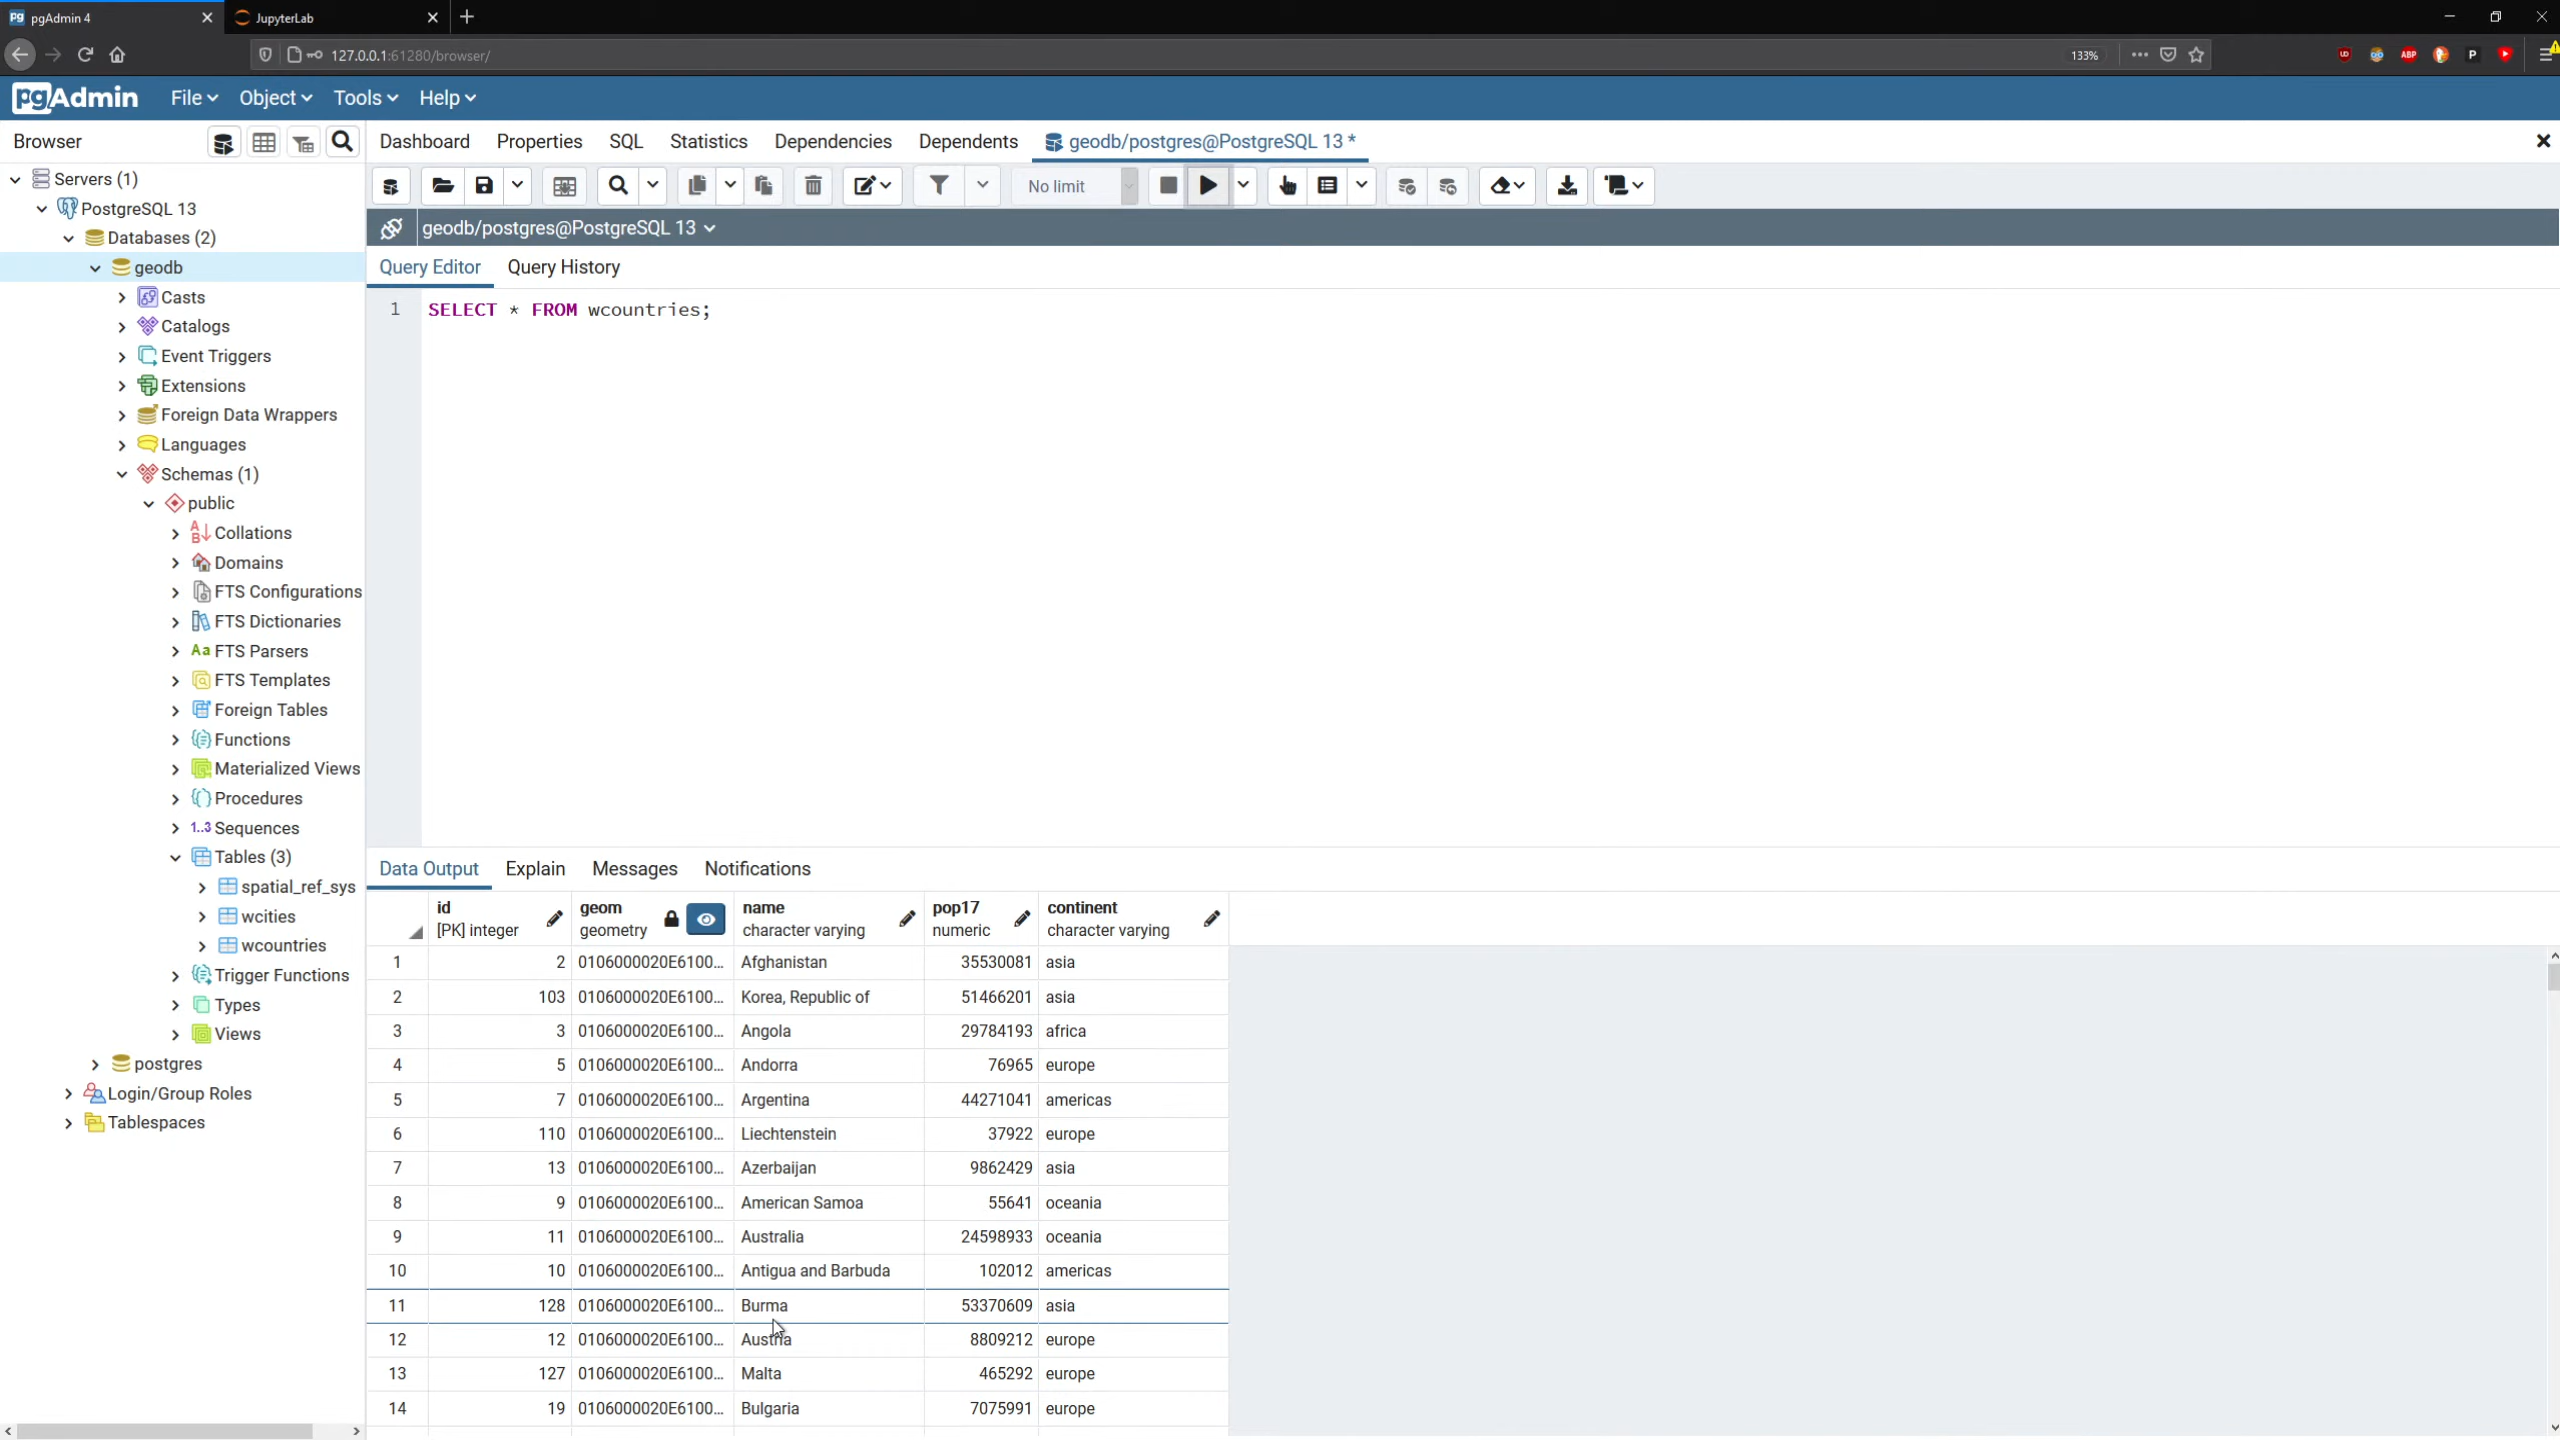 pgAdmin 4
JupyterLab
127.0.0.1:61280/browser/
133%
pgAdmin File Object Tools Help
Browser
Dashboard Properties SQL Statistics Dependencies Dependents geodb/postgres@PostgreSQL 13 *
No limit
geodb/postgres@PostgreSQL 13
Query Editor Query History
1 SELECT * FROM wcountries;
Servers (1)
PostgreSQL 13
Databases (2)
geodb
Casts
Catalogs
Event Triggers
Extensions
Foreign Data Wrappers
Languages
Schemas (1)
public
Collations
Domains
FTS Configurations
FTS Dictionaries
Aa FTS Parsers
FTS Templates
Foreign Tables
Functions
Materialized Views
Procedures
1..3 Sequences
Tables (3)
spatial_ref_sys
wcities
wcountries
Trigger Functions
Types
Views
postgres
Login/Group Roles
Tablespaces
Data Output Explain Messages Notifications
id geom name pop17 continent
[PK] integer geometry character varying numeric character varying
1 2 0106000020E6100... Afghanistan 35530081 asia
2 103 0106000020E6100... Korea, Republic of 51466201 asia
3 3 0106000020E6100... Angola 29784193 africa
4 5 0106000020E6100... Andorra 76965 europe
5 7 0106000020E6100... Argentina 44271041 americas
6 110 0106000020E6100... Liechtenstein 37922 europe
7 13 0106000020E6100... Azerbaijan 9862429 asia
8 9 0106000020E6100... American Samoa 55641 oceania
9 11 0106000020E6100... Australia 24598933 oceania
10 10 0106000020E6100... Antigua and Barbuda 102012 americas
11 128 0106000020E6100... Burma 53370609 asia
12 12 0106000020E6100... Austria 8809212 europe
13 127 0106000020E6100... Malta 465292 europe
14 19 0106000020E6100... Bulgaria 7075991 europe